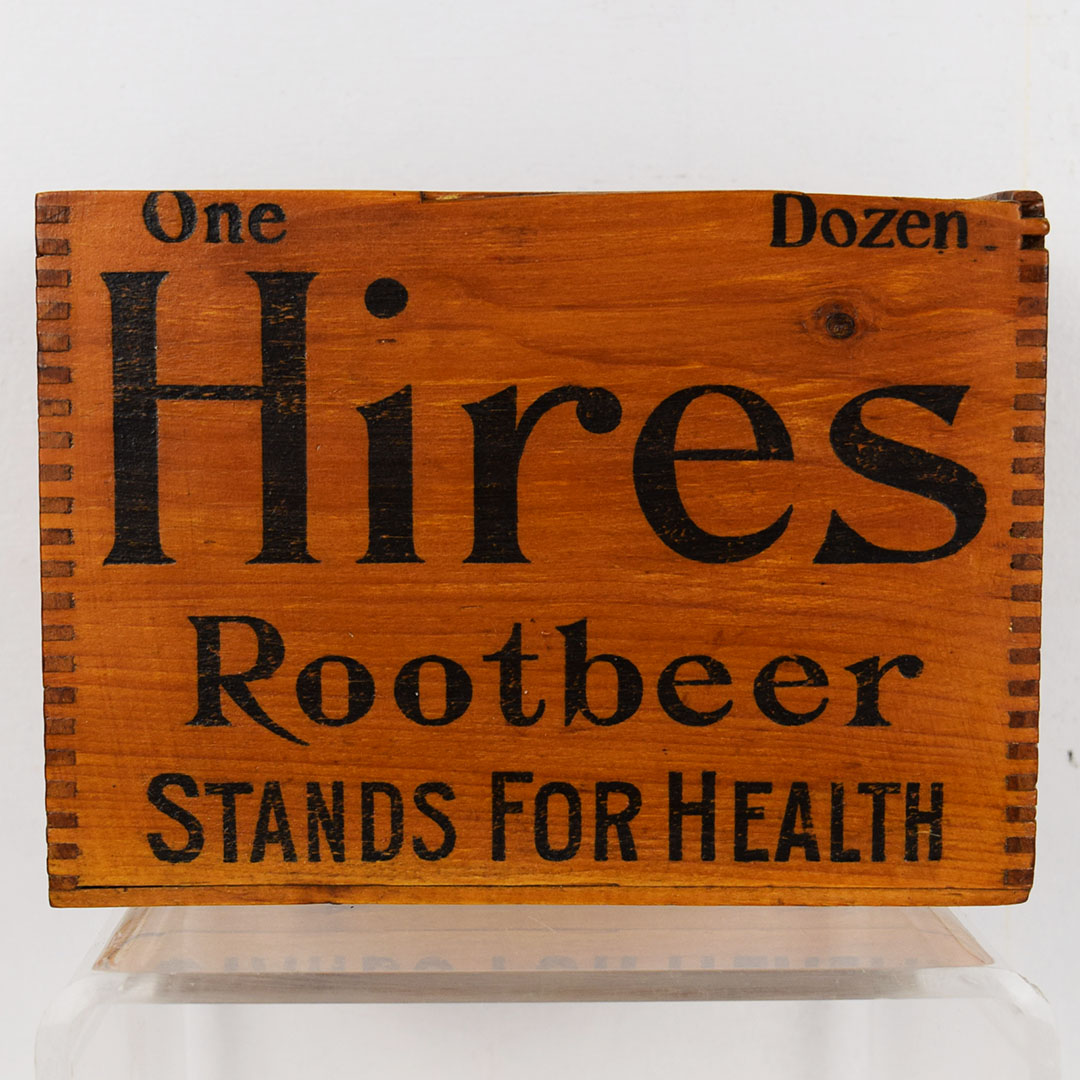 One Dozen
Hires
Rootbeer
STANDS FOR HEALTH